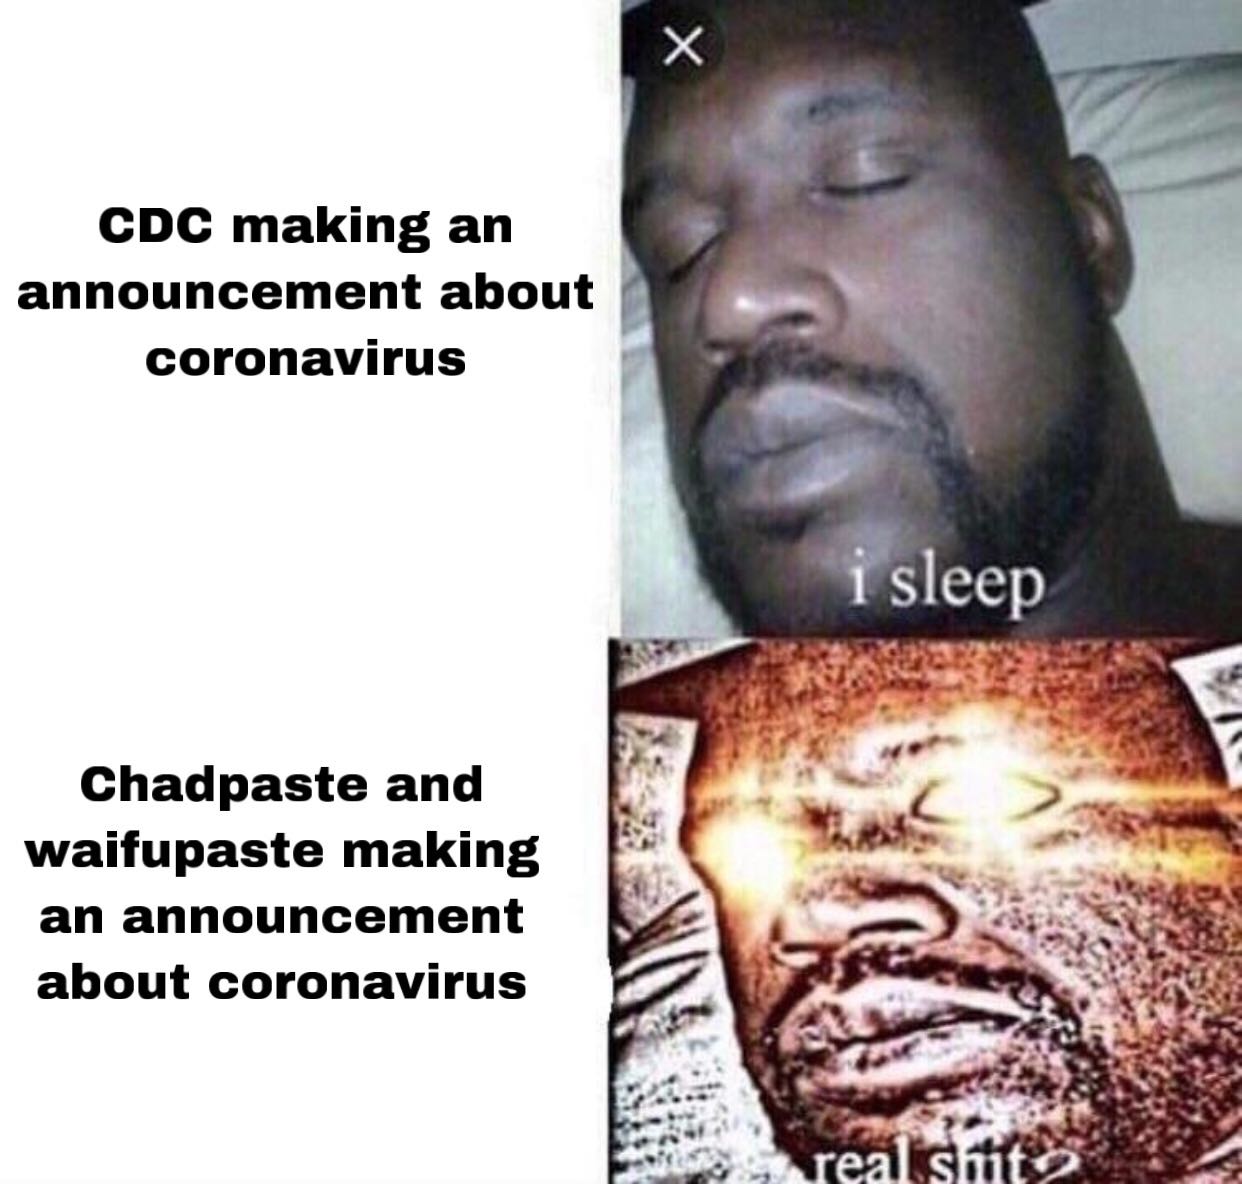 CDC making an
announcement about
coronavirus
i sleep
Chadpaste and
waifupaste making
an announcement
about coronavirus
real shit?